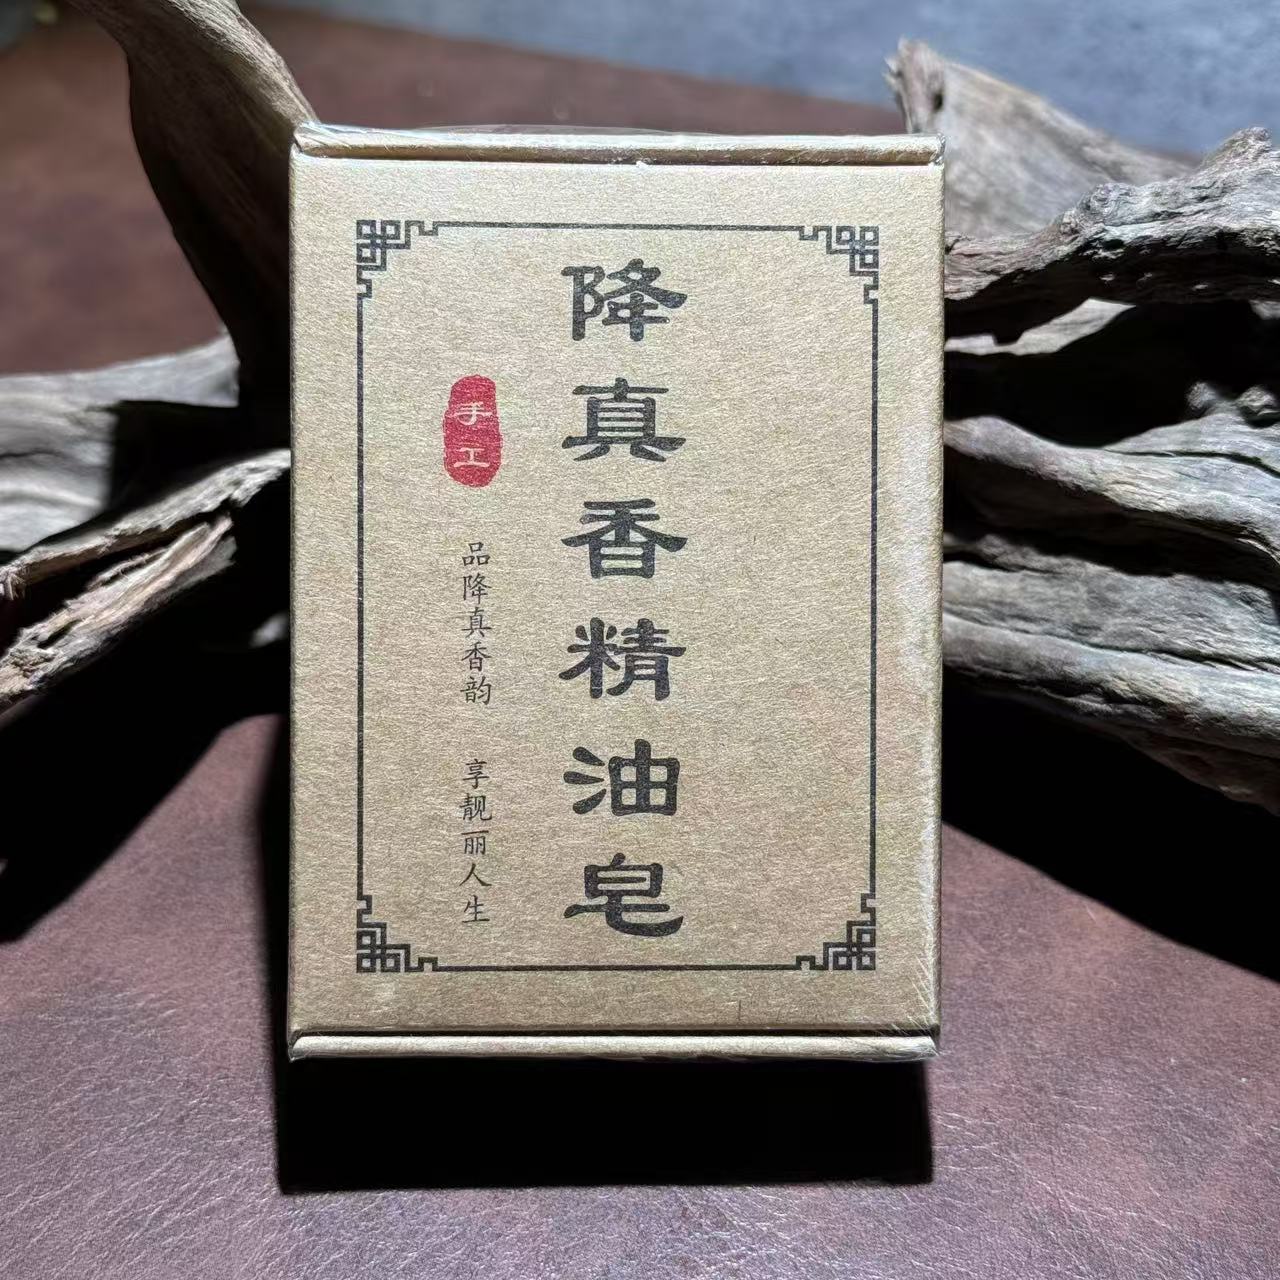 降真香精油皂
手工
品降真香韵 享靓丽人生